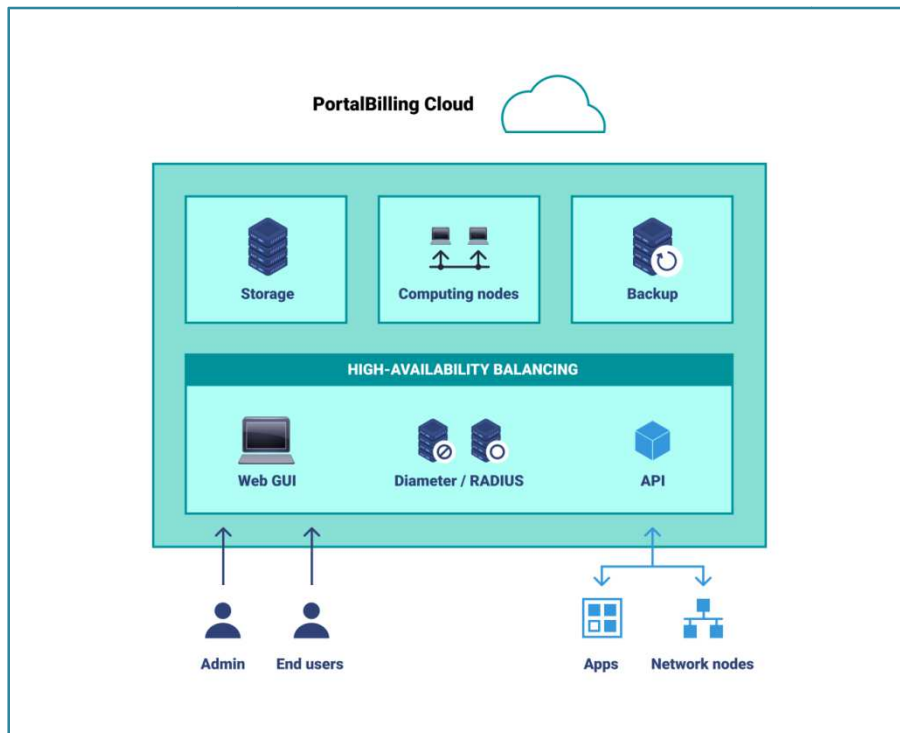 PortalBilling Cloud
Storage
Computing nodes
Backup
HIGH-AVAILABILITY BALANCING
Web GUI
Diameter / RADIUS
API
Admin
End users
Apps
Network nodes